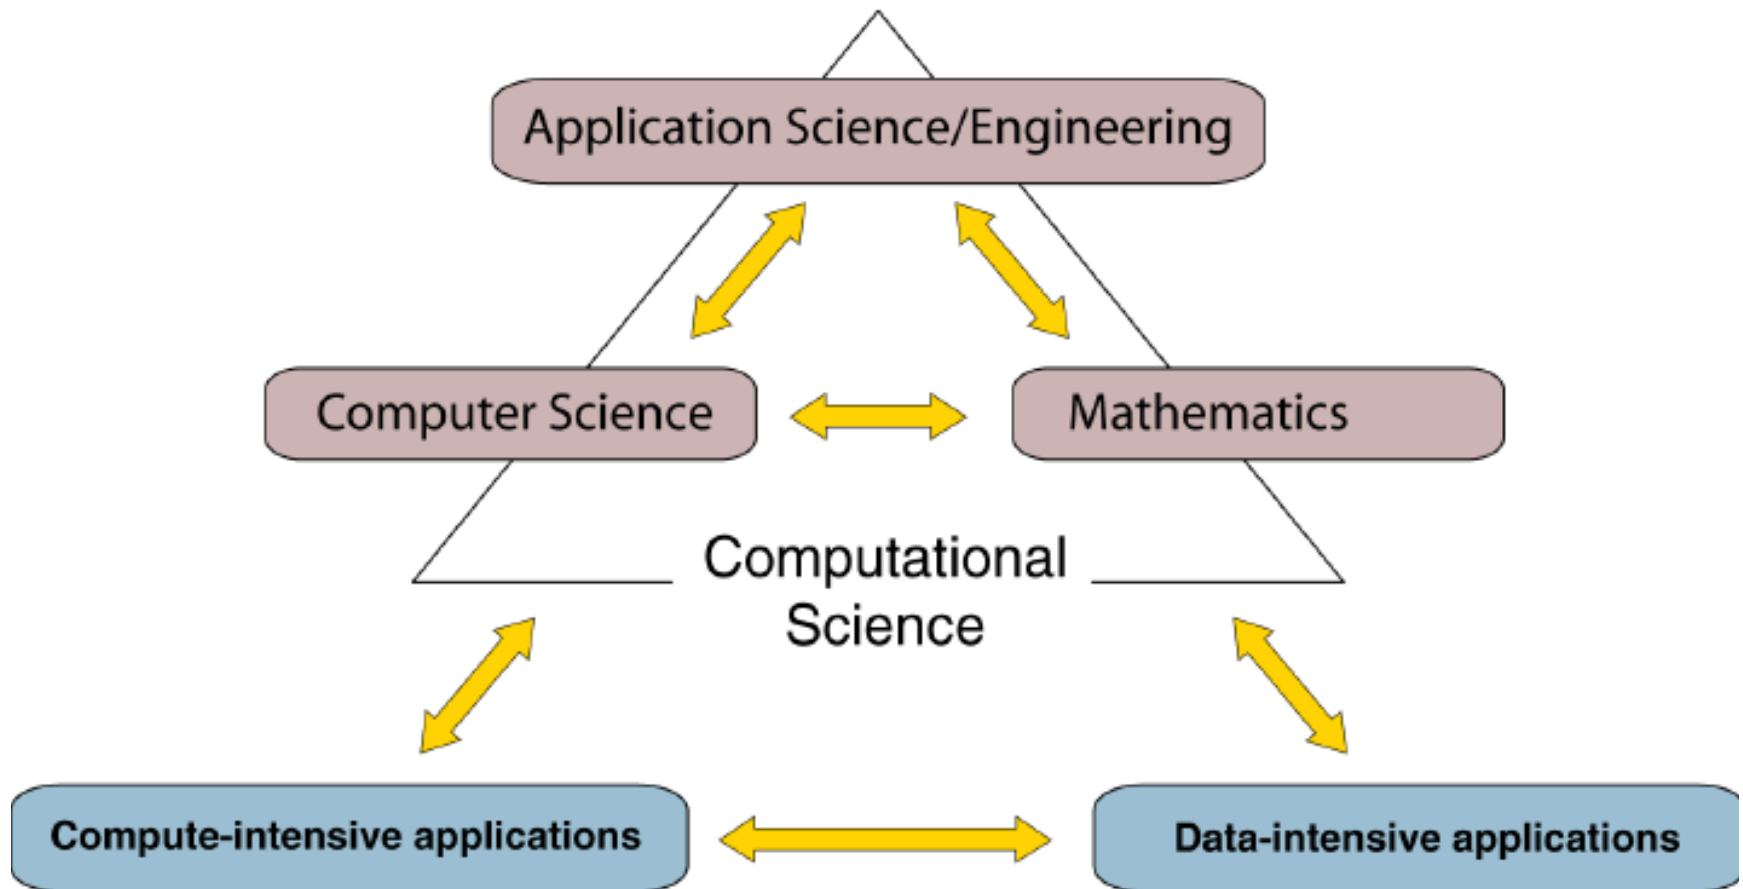 Application Science/Engineering
Computer Science
Mathematics
Computational
Science
Compute-intensive applications
Data-intensive applications